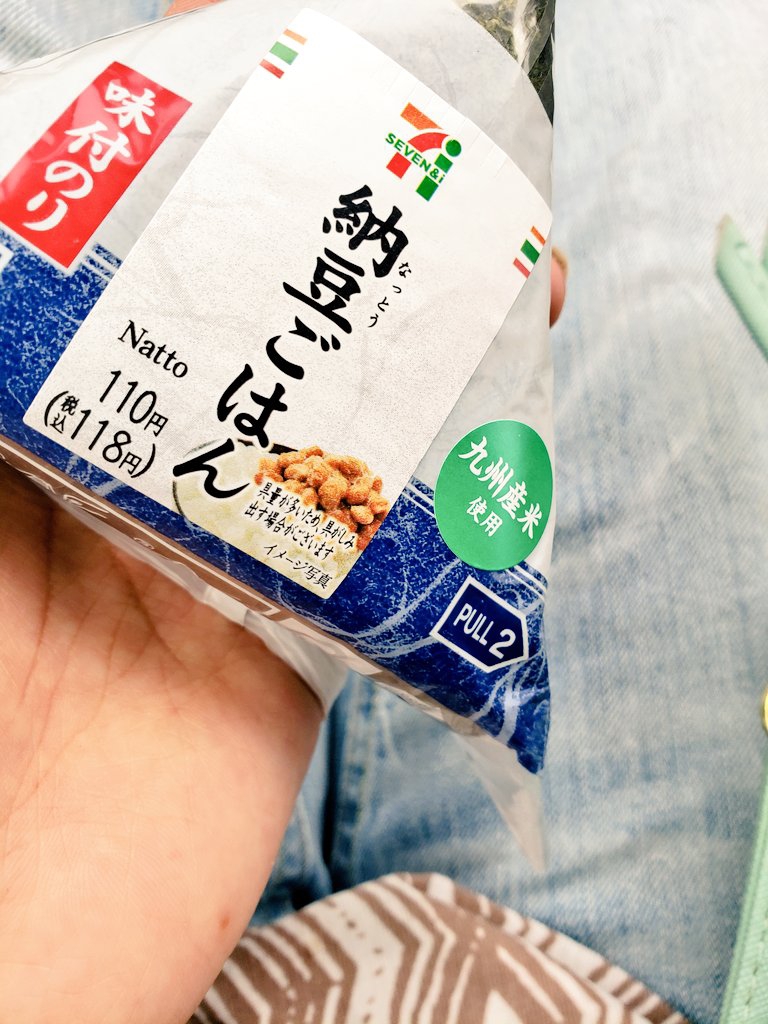 味付のり
SEVEN&i
納豆ごはん
なっとう
Natto
110円
(税込118円)
具量が多いため、具がしみ
出す場合がございます
イメージ写真
九州産米
使用
PULL 2